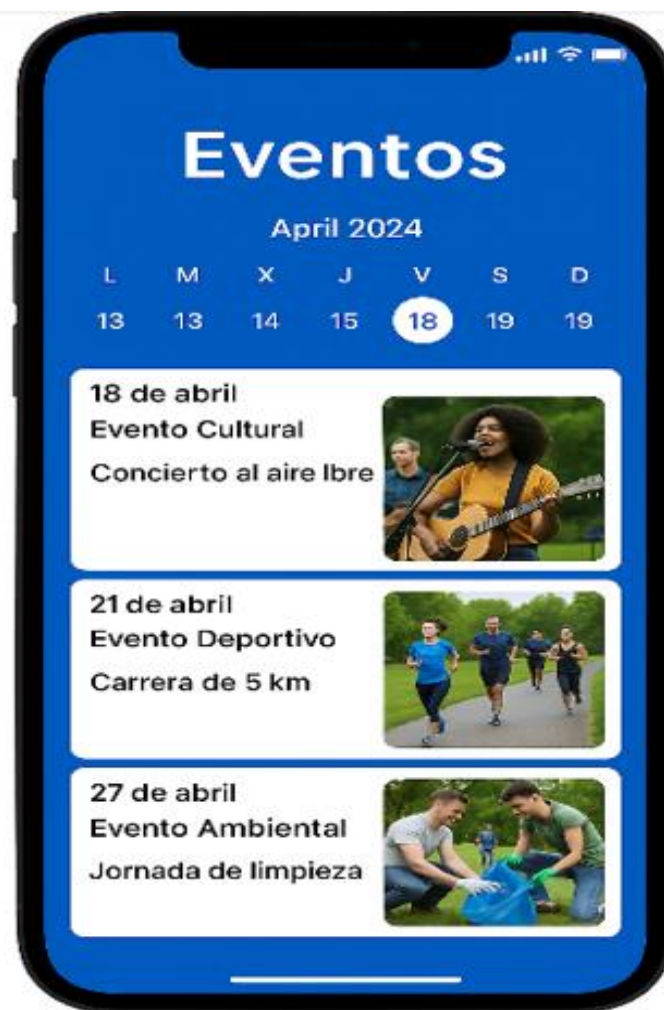 Eventos
April 2024
L M X J V S D
13 13 14 15 18 19 19
18 de abril
Evento Cultural
Concierto al aire lbre
21 de abril
Evento Deportivo
Carrera de 5 km
27 de abril
Evento Ambiental
Jornada de limpieza